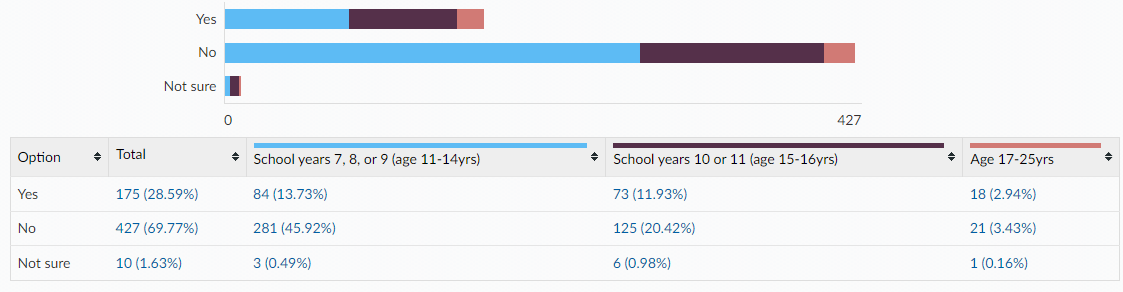 Yes
No
Not sure
0 427
Option Total School years 7, 8, or 9 (age 11-14yrs) School years 10 or 11 (age 15-16yrs) Age 17-25yrs
Yes 175 (28.59%) 84 (13.73%) 73 (11.93%) 18 (2.94%)
No 427 (69.77%) 281 (45.92%) 125 (20.42%) 21 (3.43%)
Not sure 10 (1.63%) 3 (0.49%) 6 (0.98%) 1 (0.16%)